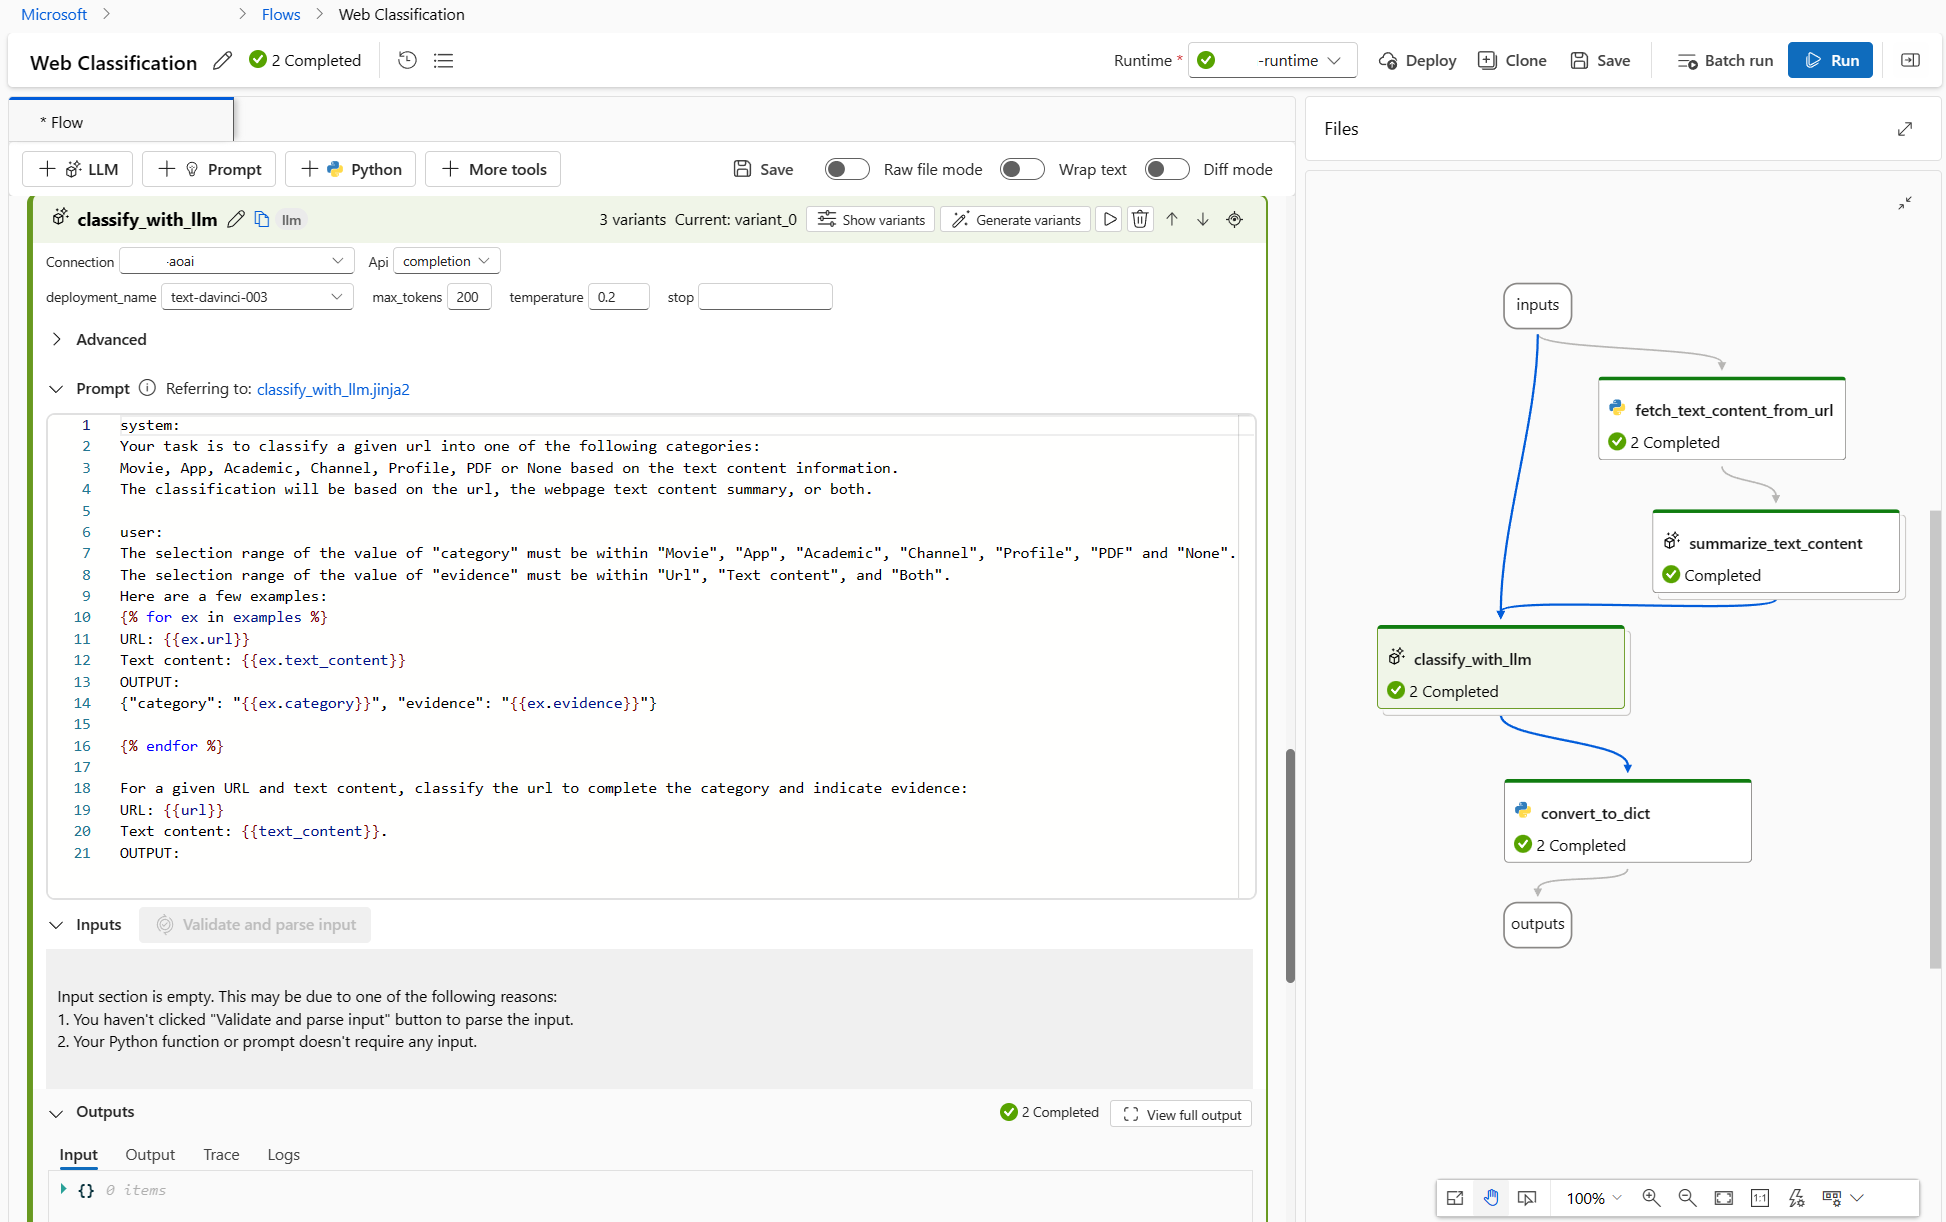 Microsoft > > Flows > Web Classification
Web Classification 2 Completed
Runtime * -runtime Deploy Clone Save Batch run Run
* Flow
LLM Prompt Python More tools Save Raw file mode Wrap text Diff mode
classify_with_llm llm 3 variants Current: variant_0 Show variants Generate variants
Connection -aoai Api completion
deployment_name text-davinci-003 max_tokens 200 temperature 0.2 stop
Advanced
Prompt Referring to: classify_with_llm.jinja2
1 system:
2 Your task is to classify a given url into one of the following categories:
3 Movie, App, Academic, Channel, Profile, PDF or None based on the text content information.
4 The classification will be based on the url, the webpage text content summary, or both.
5
6 user:
7 The selection range of the value of "category" must be within "Movie", "App", "Academic", "Channel", "Profile", "PDF" and "None".
8 The selection range of the value of "evidence" must be within "Url", "Text content", and "Both".
9 Here are a few examples:
10 {% for ex in examples %}
11 URL: {{ex.url}}
12 Text content: {{ex.text_content}}
13 OUTPUT:
14 {"category": "{{ex.category}}", "evidence": "{{ex.evidence}}"}
15
16 {% endfor %}
17
18 For a given URL and text content, classify the url to complete the category and indicate evidence:
19 URL: {{url}}
20 Text content: {{text_content}}.
21 OUTPUT:
Inputs Validate and parse input
Input section is empty. This may be due to one of the following reasons:
1. You haven't clicked "Validate and parse input" button to parse the input.
2. Your Python function or prompt doesn't require any input.
Outputs 2 Completed View full output
Input Output Trace Logs
{} 0 items
Files
inputs
fetch_text_content_from_url
2 Completed
summarize_text_content
Completed
classify_with_llm
2 Completed
convert_to_dict
2 Completed
outputs
100% 1:1